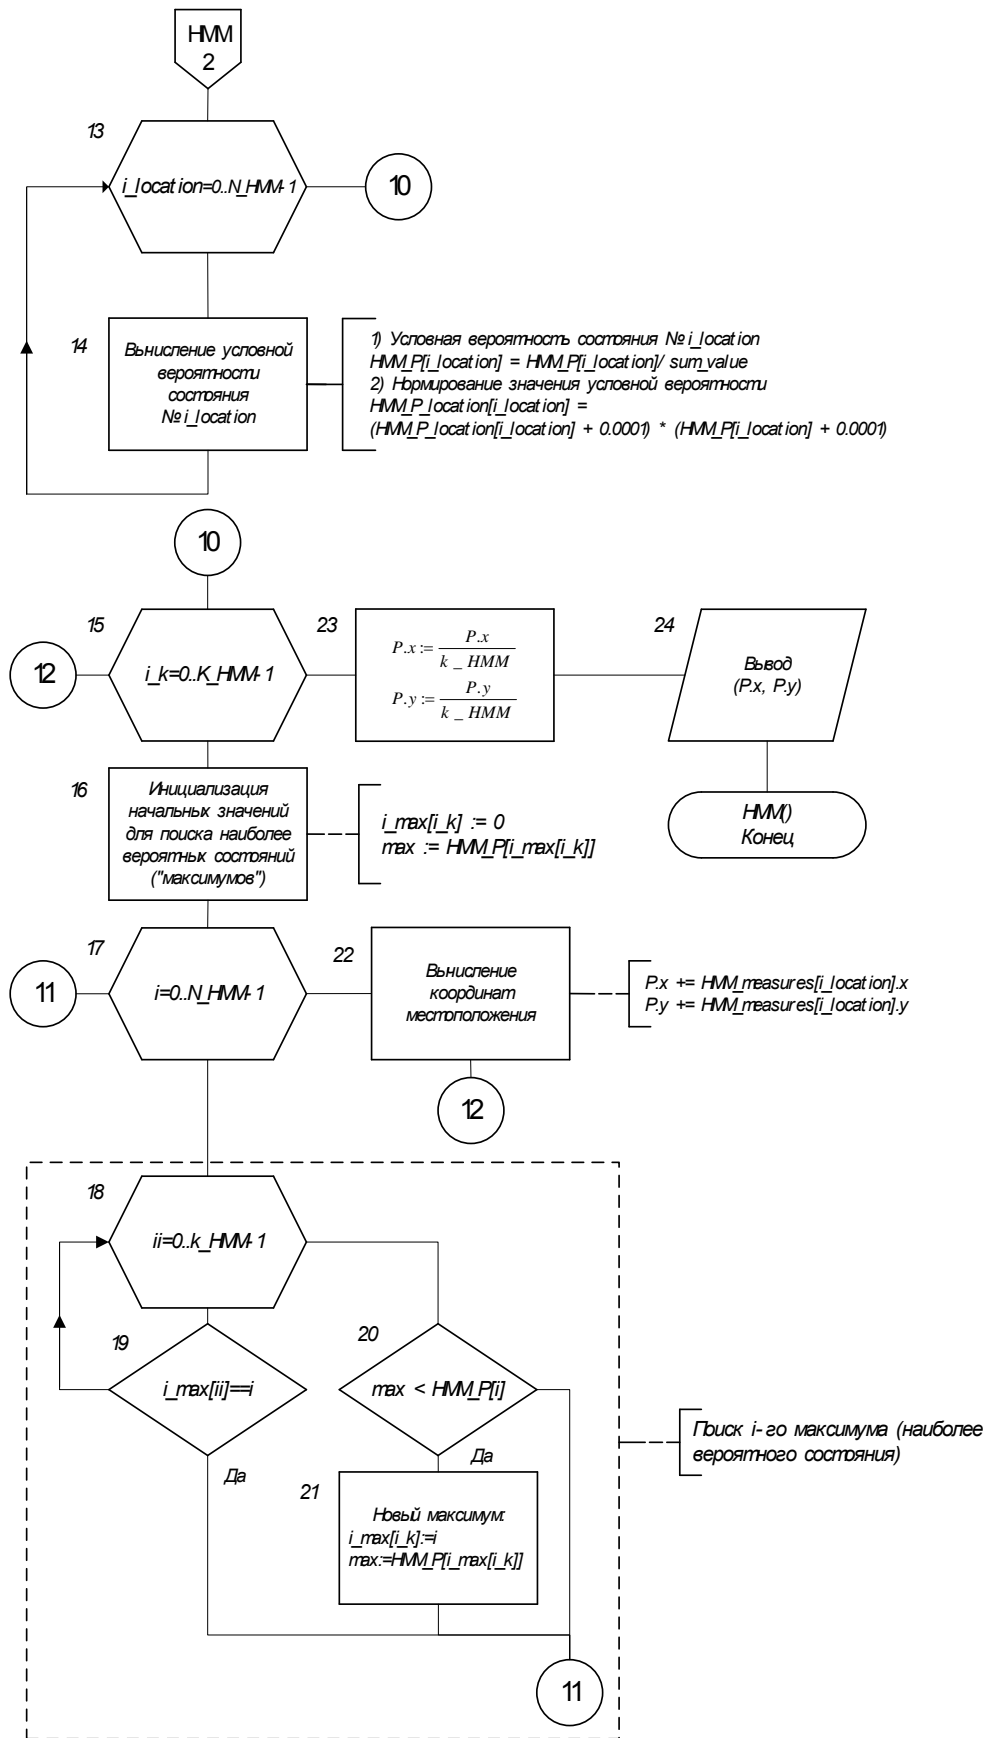 HMM
2
13
i_location=0..N_HMM-1
10
14
Вычисление условной
вероятности
состояния
№ i_location
1) Условная вероятность состояния № i_location
HMM_P[i_location] = HMM_P[i_location]/ sum_value
2) Нормирование значения условной вероятности
HMM_P_location[i_location] =
(HMM_P_location[i_location] + 0.0001) * (HMM_P[i_location] + 0.0001)
10
15
12
i_k=0..K_HMM-1
23
P.x := P.x / k _ HMM
P.y := P.y / k _ HMM
24
Вывод
(P.x, P.y)
HMM()
Конец
16
Инициализация
начальных значений
для поиска наиболее
вероятных состояний
("максимумов")
i_max[i_k] := 0
max := HMM_P[i_max[i_k]]
17
11
i=0..N_HMM-1
22
Вычисление
координат
местоположения
P.x += HMM_measures[i_location].x
P.y += HMM_measures[i_location].y
12
18
ii=0..k_HMM-1
19
i_max[ii]==i
Да
20
max < HMM_P[i]
Да
21
Новый максимум:
i_max[i_k]:=i
max:=HMM_P[i_max[i_k]]
11
Поиск i-го максимума (наиболее
вероятного состояния)